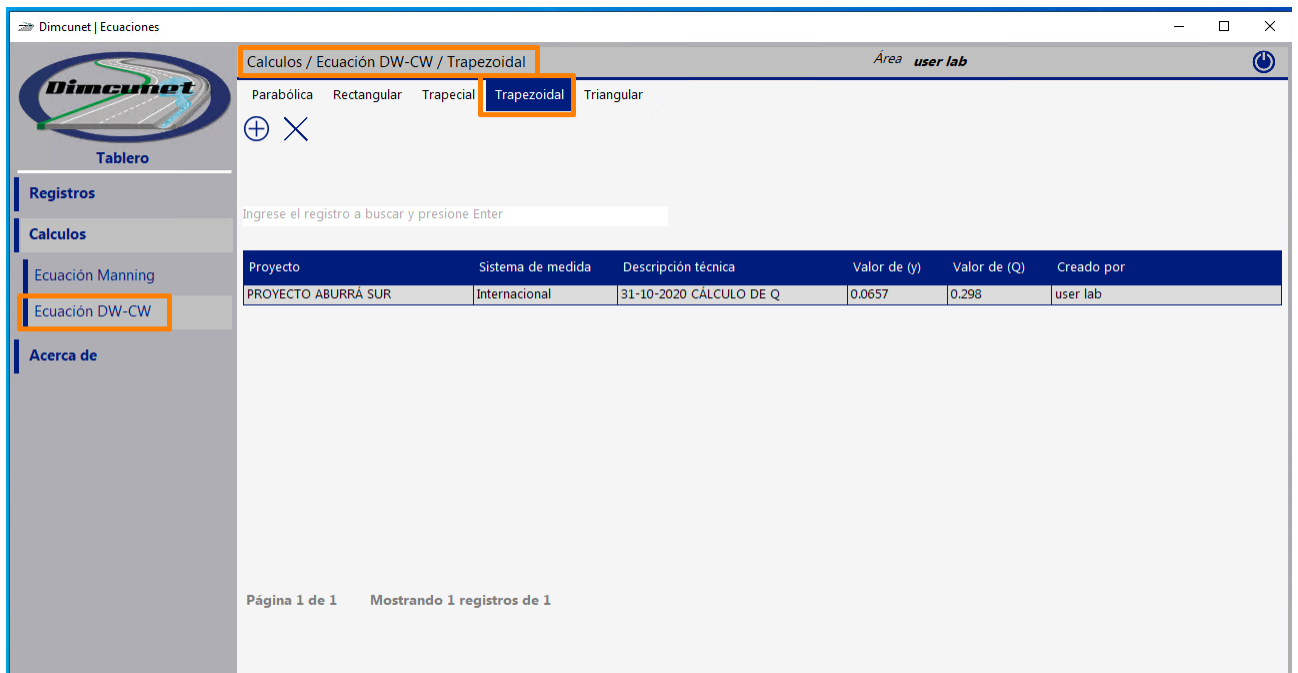 Dimcunet | Ecuaciones
Dimcunet
Tablero
Registros
Calculos
Ecuación Manning
Ecuación DW-CW
Acerca de
Calculos / Ecuación DW-CW / Trapezoidal
Área user lab
Parabólica Rectangular Trapecial Trapezoidal Triangular
Ingrese el registro a buscar y presione Enter
Proyecto Sistema de medida Descripción técnica Valor de (y) Valor de (Q) Creado por
PROYECTO ABURRÁ SUR Internacional 31-10-2020 CÁLCULO DE Q 0.0657 0.298 user lab
Página 1 de 1 Mostrando 1 registros de 1